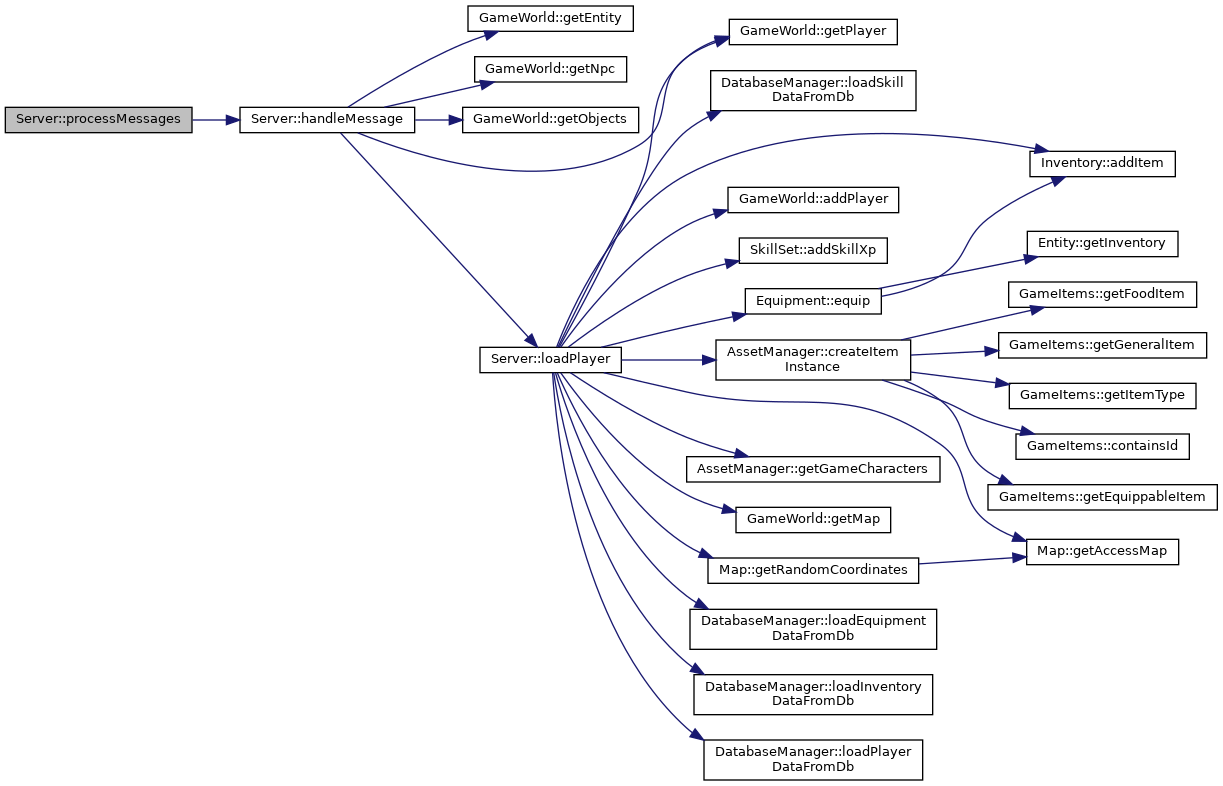 Server::processMessages
Server::handleMessage
GameWorld::getEntity
GameWorld::getNpc
GameWorld::getObjects
Server::loadPlayer
GameWorld::getPlayer
DatabaseManager::loadSkill
DataFromDb
GameWorld::addPlayer
SkillSet::addSkillXp
Equipment::equip
AssetManager::createItem
Instance
AssetManager::getGameCharacters
GameWorld::getMap
Map::getRandomCoordinates
DatabaseManager::loadEquipment
DataFromDb
DatabaseManager::loadInventory
DataFromDb
DatabaseManager::loadPlayer
DataFromDb
Inventory::addItem
Entity::getInventory
GameItems::getFoodItem
GameItems::getGeneralItem
GameItems::getItemType
GameItems::containsId
GameItems::getEquippableItem
Map::getAccessMap